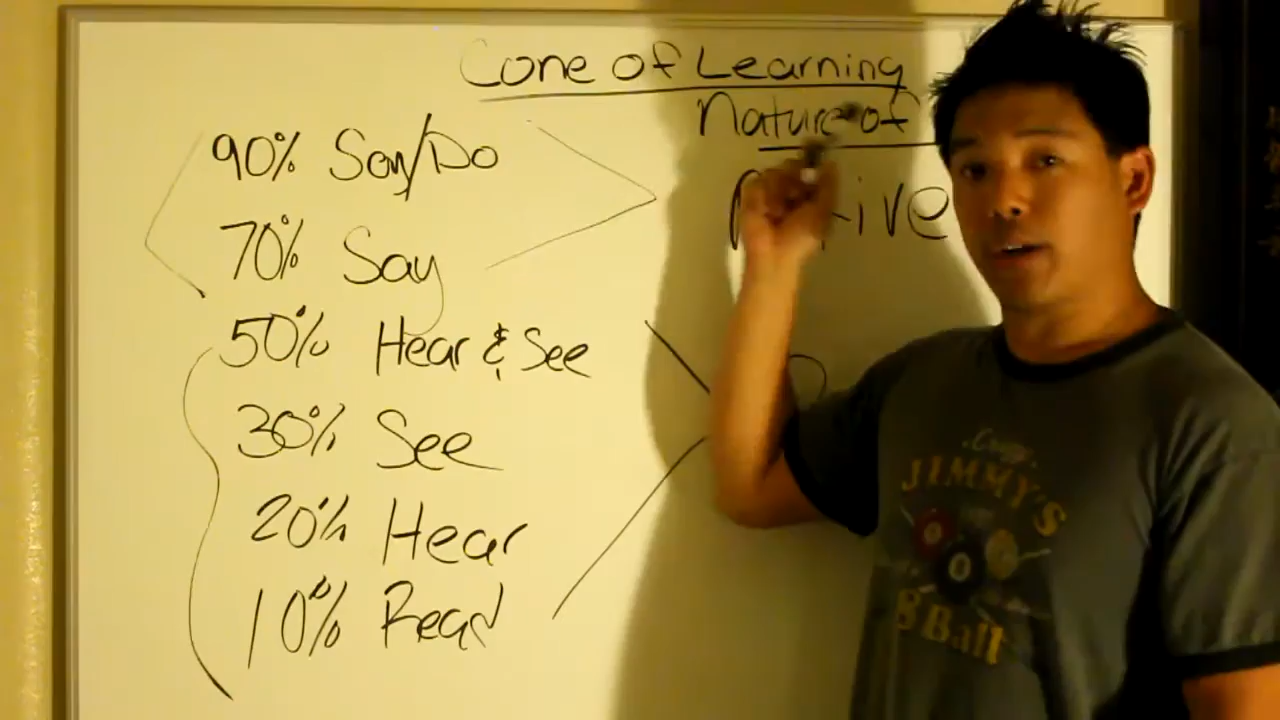 Cone of Learning
Nature of
90% Say/Do
70% Say
50% Hear & See
30% See
20% Hear
10% Read
Crazy
JIMMY'S
8 Ball